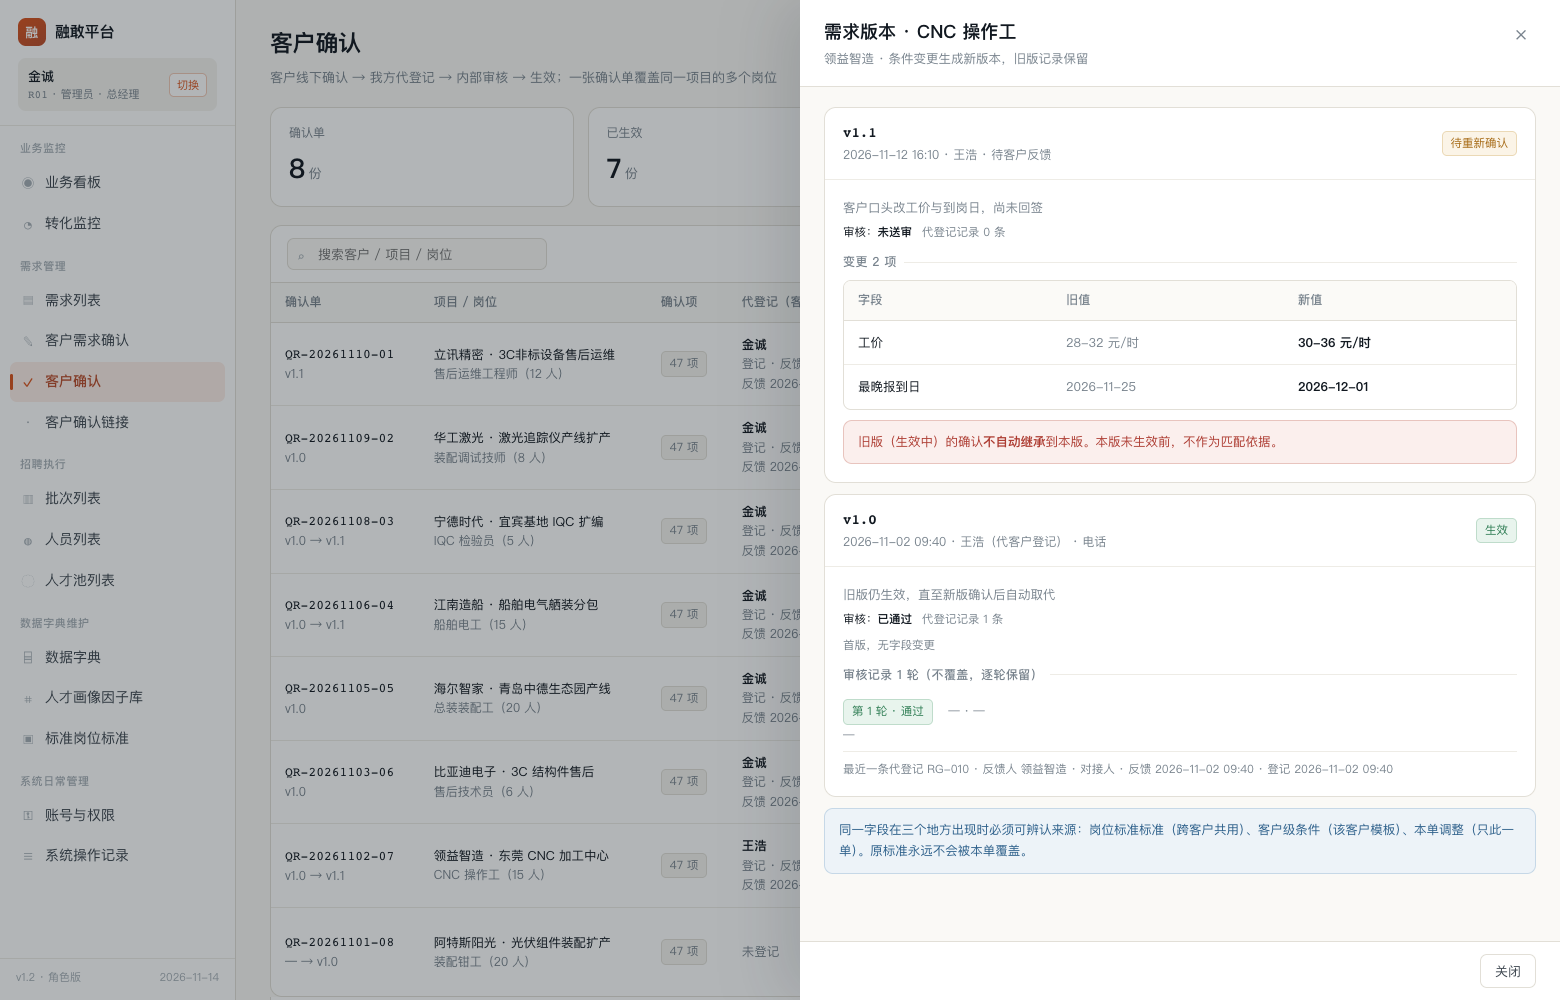 融 融敢平台
金诚
R01 · 管理员 · 总经理
切换
业务监控
业务看板
转化监控
需求管理
需求列表
客户需求确认
客户确认
客户确认链接
招聘执行
批次列表
人员列表
人才池列表
数据字典维护
数据字典
人才画像因子库
标准岗位标准
系统日常管理
账号与权限
系统操作记录
v1.2 · 角色版 2026-11-14
客户确认
客户线下确认 → 我方代登记 → 内部审核 → 生效；一张确认单覆盖同一项目的多个岗位
确认单
8 份
已生效
7 份
搜索客户 / 项目 / 岗位
确认单 项目 / 岗位 确认项 代登记（客
QR-20261110-01 立讯精密 · 3C非标设备售后运维 47 项 金诚
v1.1 售后运维工程师（12 人） 登记 · 反馈
反馈 2026-
QR-20261109-02 华工激光 · 激光追踪仪产线扩产 47 项 金诚
v1.0 装配调试技师（8 人） 登记 · 反馈
反馈 2026-
QR-20261108-03 宁德时代 · 宜宾基地 IQC 扩编 47 项 金诚
v1.0 → v1.1 IQC 检验员（5 人） 登记 · 反馈
反馈 2026-
QR-20261106-04 江南造船 · 船舶电气舾装分包 47 项 金诚
v1.0 → v1.1 船舶电工（15 人） 登记 · 反馈
反馈 2026-
QR-20261105-05 海尔智家 · 青岛中德生态园产线 47 项 金诚
v1.0 总装装配工（20 人） 登记 · 反馈
反馈 2026-
QR-20261103-06 比亚迪电子 · 3C 结构件售后 47 项 金诚
v1.0 售后技术员（6 人） 登记 · 反馈
反馈 2026-
QR-20261102-07 领益智造 · 东莞 CNC 加工中心 47 项 王浩
v1.0 → v1.1 CNC 操作工（15 人） 登记 · 反馈
反馈 2026-
QR-20261101-08 阿特斯阳光 · 光伏组件装配扩产 47 项 未登记
— → v1.0 装配钳工（20 人）
需求版本 · CNC 操作工
领益智造 · 条件变更生成新版本，旧版记录保留
v1.1
2026-11-12 16:10 · 王浩 · 待客户反馈
待重新确认
客户口头改工价与到岗日，尚未回签
审核：未送审 代登记记录 0 条
变更 2 项
字段 旧值 新值
工价 28-32 元/时 30-36 元/时
最晚报到日 2026-11-25 2026-12-01
旧版（生效中）的确认不自动继承到本版。本版未生效前，不作为匹配依据。
v1.0
2026-11-02 09:40 · 王浩（代客户登记） · 电话
生效
旧版仍生效，直至新版确认后自动取代
审核：已通过 代登记记录 1 条
首版，无字段变更
审核记录 1 轮（不覆盖，逐轮保留）
第 1 轮 · 通过 — · —
—
最近一条代登记 RG-010 · 反馈人 领益智造 · 对接人 · 反馈 2026-11-02 09:40 · 登记 2026-11-02 09:40
同一字段在三个地方出现时必须可辨认来源：岗位标准标准（跨客户共用）、客户级条件（该客户模板）、本单调整（只此一
单）。原标准永远不会被本单覆盖。
关闭